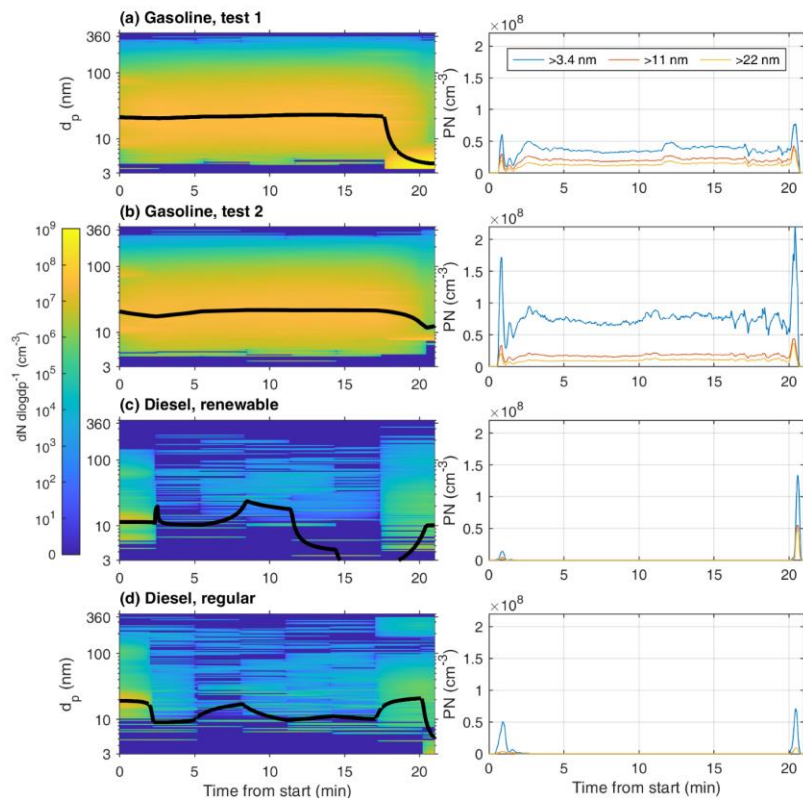 (a) Gasoline, test 1
360
100
10
3
d_p (nm)
0 5 10 15 20
×10^8
2
1.5
1
0.5
0
PN (cm^-3)
>3.4 nm >11 nm >22 nm
0 5 10 15 20
(b) Gasoline, test 2
360
100
10
3
0 5 10 15 20
×10^8
2
1.5
1
0.5
0
PN (cm^-3)
0 5 10 15 20
10^9
10^8
10^7
10^6
10^5
10^4
10^3
10^2
10^1
0
dN dlogdp^-1 (cm^-3)
(c) Diesel, renewable
360
100
10
3
0 5 10 15 20
×10^8
2
1.5
1
0.5
0
PN (cm^-3)
0 5 10 15 20
(d) Diesel, regular
360
100
10
3
d_p (nm)
0 5 10 15 20
Time from start (min)
×10^8
2
1.5
1
0.5
0
PN (cm^-3)
0 5 10 15 20
Time from start (min)